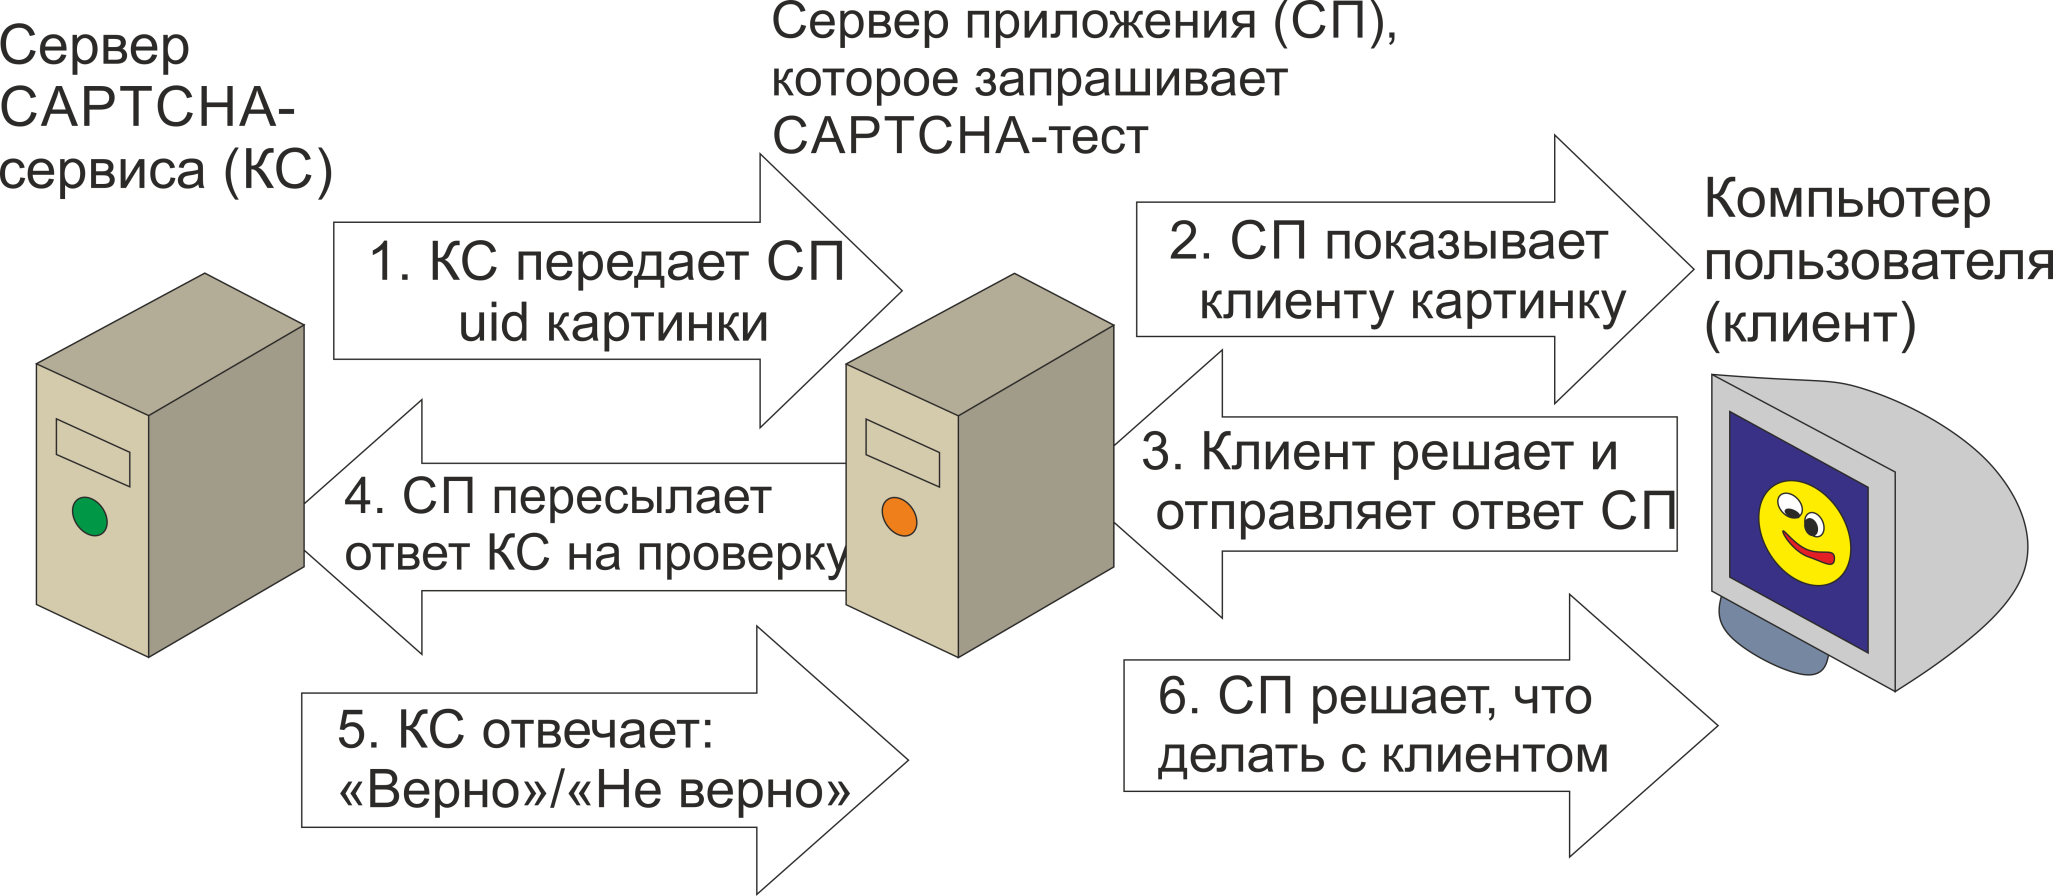 Сервер
CAPTCHA-
сервиса (КС)
Сервер приложения (СП),
которое запрашивает
CAPTCHA-тест
Компьютер
пользователя
(клиент)
1. КС передает СП
uid картинки
2. СП показывает
клиенту картинку
3. Клиент решает и
отправляет ответ СП
4. СП пересылает
ответ КС на проверку
5. КС отвечает:
«Верно»/«Не верно»
6. СП решает, что
делать с клиентом